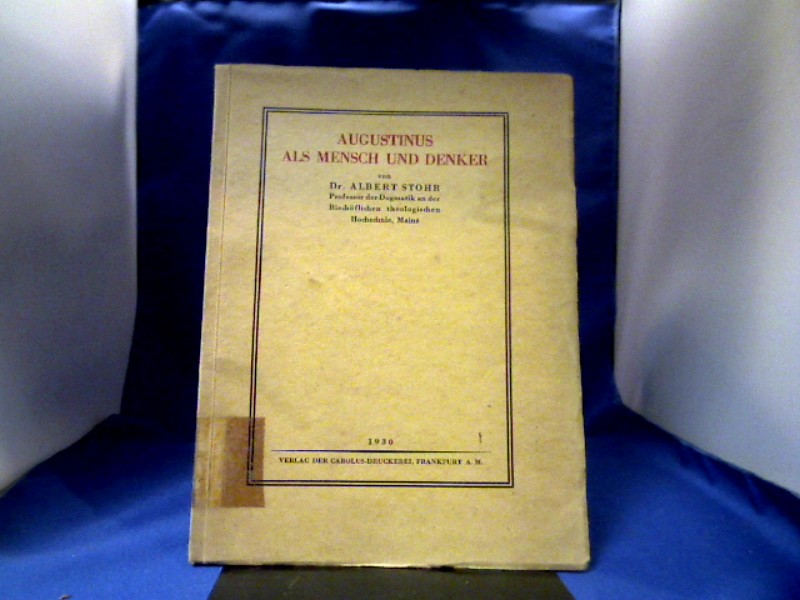 AUGUSTINUS
ALS MENSCH UND DENKER
von
Dr. ALBERT STOHR
Professor der Dogmatik an der
Bischöflichen theologischen
Hochschule, Mainz
1930
VERLAG DER CAROLUS-DRUCKEREI, FRANKFURT A. M.